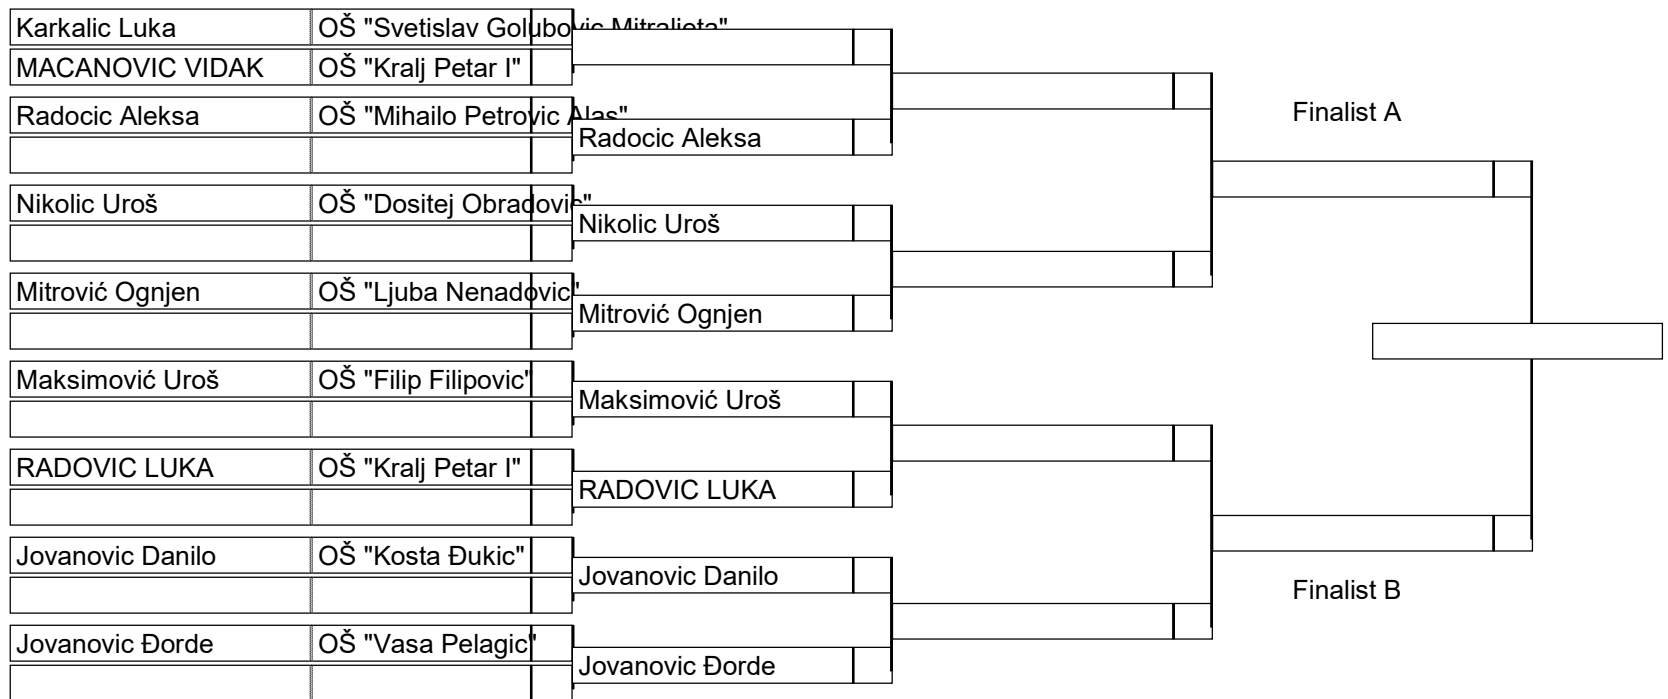 Karkalic Luka OŠ "Svetislav Golubovic Mitraljeta"
MACANOVIC VIDAK OŠ "Kralj Petar I"
Radocic Aleksa OŠ "Mihailo Petrovic Alas"
Radocic Aleksa
Finalist A
Nikolic Uroš OŠ "Dositej Obradovic"
Nikolic Uroš
Mitrović Ognjen OŠ "Ljuba Nenadovic"
Mitrović Ognjen
Maksimović Uroš OŠ "Filip Filipovic"
Maksimović Uroš
RADOVIC LUKA OŠ "Kralj Petar I"
RADOVIC LUKA
Jovanovic Danilo OŠ "Kosta Đukic"
Jovanovic Danilo
Finalist B
Jovanovic Đorde OŠ "Vasa Pelagic"
Jovanovic Đorde